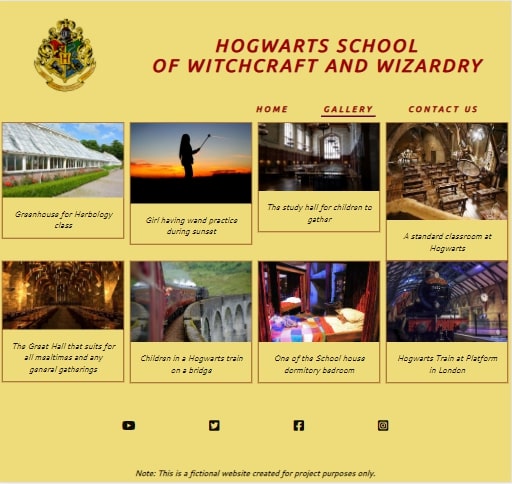 HOGWARTS SCHOOL
OF WITCHCRAFT AND WIZARDRY
HOME GALLERY CONTACT US
Greenhouse for Herbology
class
Girl having wand practice
during sunset
The study hall for children to
gather
A standard classroom at
Hogwarts
The Great Hall that suits for
all mealtimes and any
general gatherings
Children in a Hogwarts train
on a bridge
One of the School house
dormitory bedroom
Hogwarts Train at Platform
in London
Note: This is a fictional website created for project purposes only.